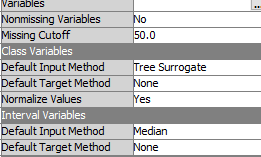 Variables ...
Nonmissing Variables No
Missing Cutoff 50.0
Class Variables
Default Input Method Tree Surrogate
Default Target Method None
Normalize Values Yes
Interval Variables
Default Input Method Median
Default Target Method None